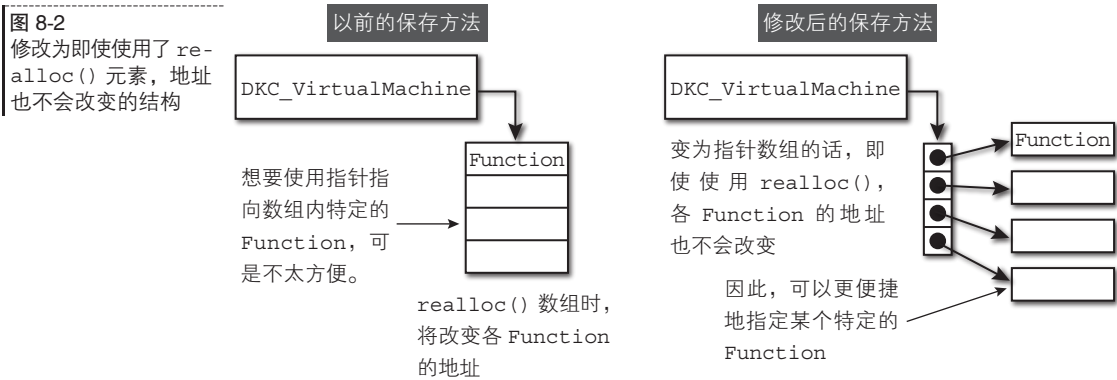 图 8-2
修改为即使使用了 re-
alloc() 元素，地址
也不会改变的结构
以前的保存方法
DKC_VirtualMachine
Function
想要使用指针指
向数组内特定的
Function，可
是不太方便。
realloc() 数组时，
将改变各 Function
的地址
修改后的保存方法
DKC_VirtualMachine
Function
变为指针数组的话，即
使使用 realloc()，
各 Function 的地址
也不会改变
因此，可以更便捷
地指定某个特定的
Function